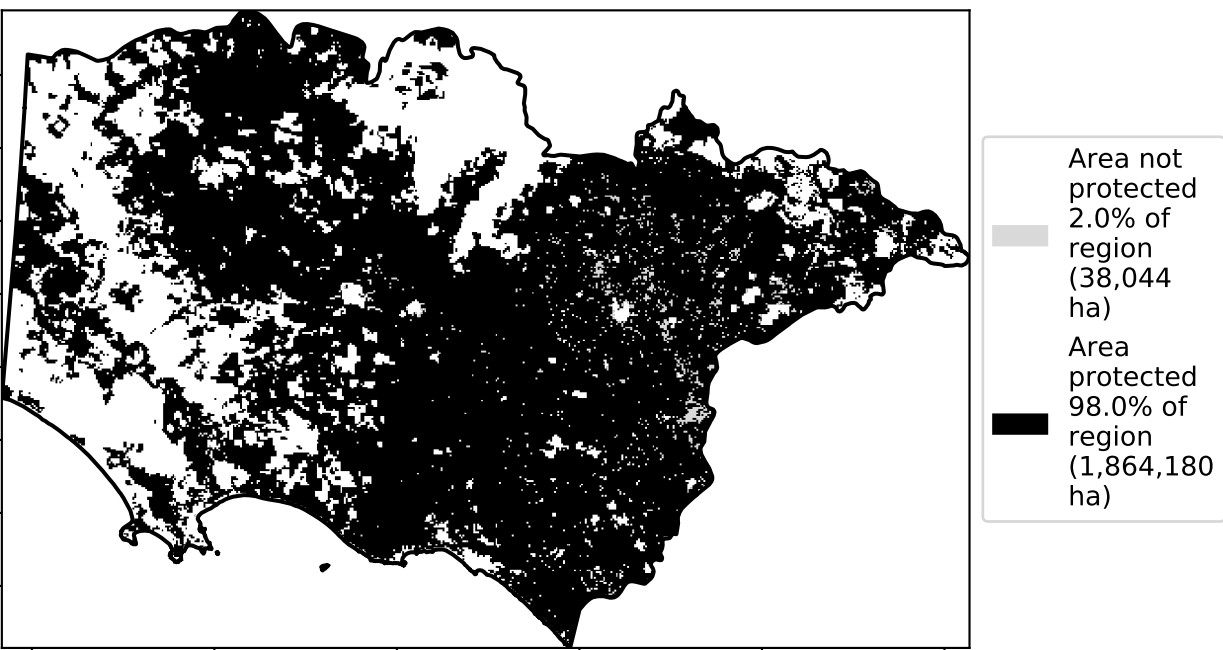 Area not
protected
2.0% of
region
(38,044
ha)
Area
protected
98.0% of
region
(1,864,180
ha)